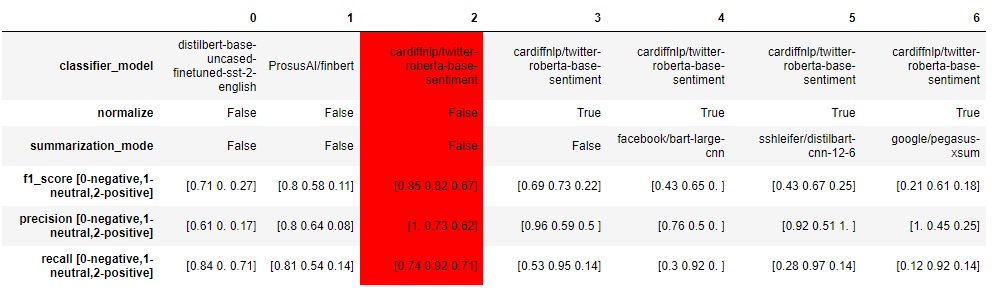 0 1 2 3 4 5 6
classifier_model distilbert-base-uncased-finetuned-sst-2-english ProsusAI/finbert cardiffnlp/twitter-roberta-base-sentiment cardiffnlp/twitter-roberta-base-sentiment cardiffnlp/twitter-roberta-base-sentiment cardiffnlp/twitter-roberta-base-sentiment cardiffnlp/twitter-roberta-base-sentiment
normalize False False False True True True True
summarization_mode False False False False facebook/bart-large-cnn sshleifer/distilbart-cnn-12-6 google/pegasus-xsum
f1_score [0-negative,1-neutral,2-positive] [0.71 0. 0.27] [0.8 0.58 0.11] [0.85 0.82 0.67] [0.69 0.73 0.22] [0.43 0.65 0. ] [0.43 0.67 0.25] [0.21 0.61 0.18]
precision [0-negative,1-neutral,2-positive] [0.61 0. 0.17] [0.8 0.64 0.08] [1. 0.73 0.62] [0.96 0.59 0.5 ] [0.76 0.5 0. ] [0.92 0.51 1. ] [1. 0.45 0.25]
recall [0-negative,1-neutral,2-positive] [0.84 0. 0.71] [0.81 0.54 0.14] [0.74 0.92 0.71] [0.53 0.95 0.14] [0.3 0.92 0. ] [0.28 0.97 0.14] [0.12 0.92 0.14]